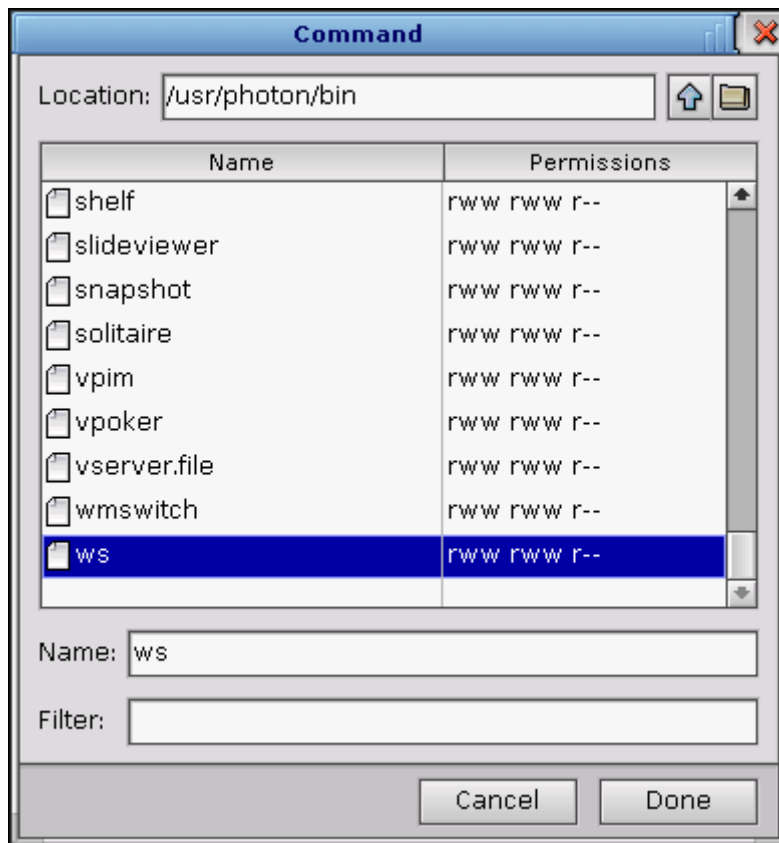 Command
Location: /usr/photon/bin
Name Permissions
shelf rww rww r--
slideviewer rww rww r--
snapshot rww rww r--
solitaire rww rww r--
vpim rww rww r--
vpoker rww rww r--
vserver.file rww rww r--
wmswitch rww rww r--
ws rww rww r--
Name: ws
Filter:
Cancel Done